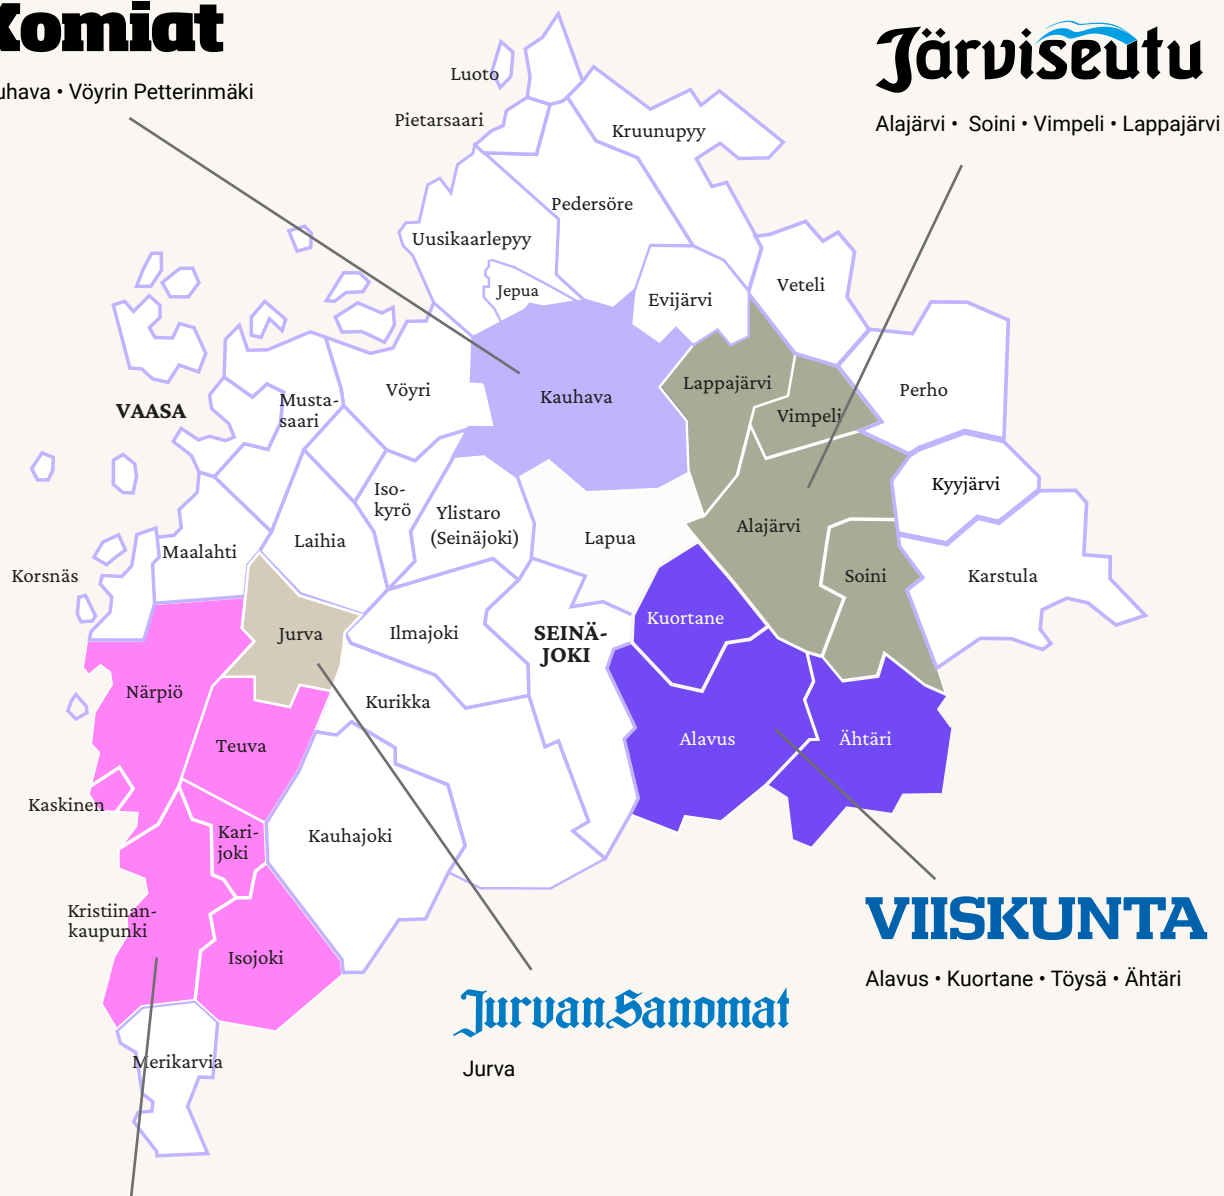 Komiat
uhava • Vöyrin Petterinmäki
Järviseutu
Alajärvi • Soini • Vimpeli • Lappajärvi
Luoto
Pietarsaari
Kruunupyy
Pedersöre
Uusikaarlepyy
Jepua
Evijärvi
Veteli
VAASA
Musta-
saari
Vöyri
Kauhava
Lappajärvi
Vimpeli
Perho
Kyyjärvi
Iso-
kyrö
Ylistaro
(Seinäjoki)
Lapua
Alajärvi
Maalahti
Laihia
Korsnäs
Soini
Karstula
Jurva
Ilmajoki
SEINÄ-
JOKI
Kuortane
Närpiö
Kurikka
Teuva
Alavus
Ähtäri
Kaskinen
Kari-
joki
Kauhajoki
Kristiinan-
kaupunki
Isojoki
VIISKUNTA
Alavus • Kuortane • Töysä • Ähtäri
Jurvan Sanomat
Jurva
Merikarvia